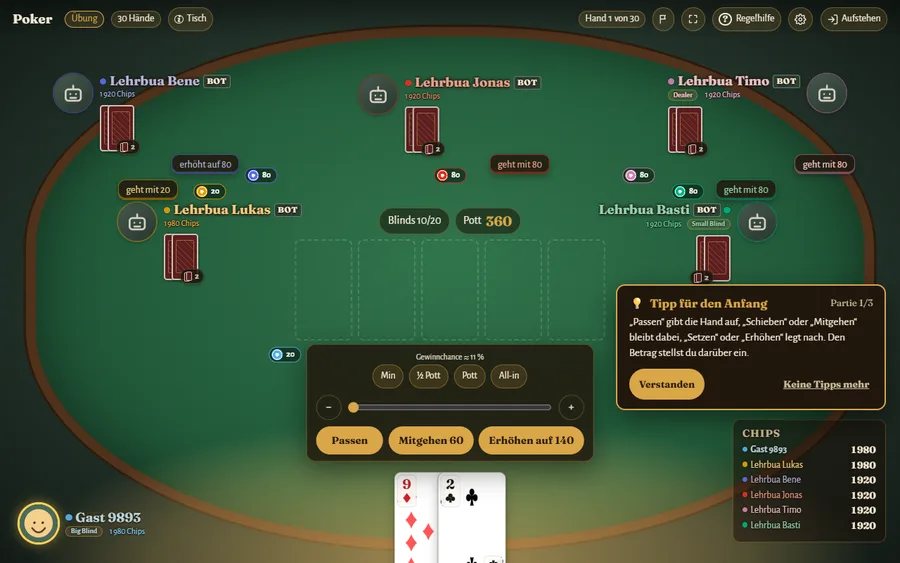 Poker
Übung
30 Hände
Tisch
Hand 1 von 30
Regelhilfe
Aufstehen
Lehrbua Bene BOT
1920 Chips
2
Lehrbua Jonas BOT
1920 Chips
2
Lehrbua Timo BOT
Dealer 1920 Chips
2
erhöht auf 80
80
80
geht mit 80
80
geht mit 80
geht mit 20
20
80
geht mit 80
Lehrbua Lukas BOT
1980 Chips
2
Blinds 10/20
Pott 360
Lehrbua Basti BOT
1920 Chips Small Blind
2
Tipp für den Anfang
Partie 1/3
„Passen“ gibt die Hand auf, „Schieben“ oder „Mitgehen“
bleibt dabei, „Setzen“ oder „Erhöhen“ legt nach. Den
Betrag stellst du darüber ein.
Verstanden
Keine Tipps mehr
20
Gewinnchance ≈ 11 %
Min
½ Pott
Pott
All-in
−
+
Passen
Mitgehen 60
Erhöhen auf 140
CHIPS
Gast 9893 1980
Lehrbua Lukas 1980
Lehrbua Bene 1920
Lehrbua Jonas 1920
Lehrbua Timo 1920
Lehrbua Basti 1920
9
2
Gast 9893
Big Blind 1980 Chips